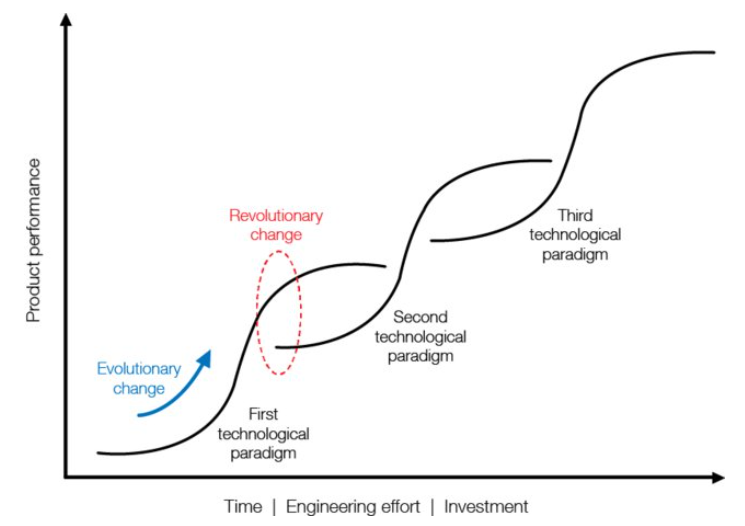 Product performance
Revolutionary
change
Evolutionary
change
First
technological
paradigm
Second
technological
paradigm
Third
technological
paradigm
Time | Engineering effort | Investment